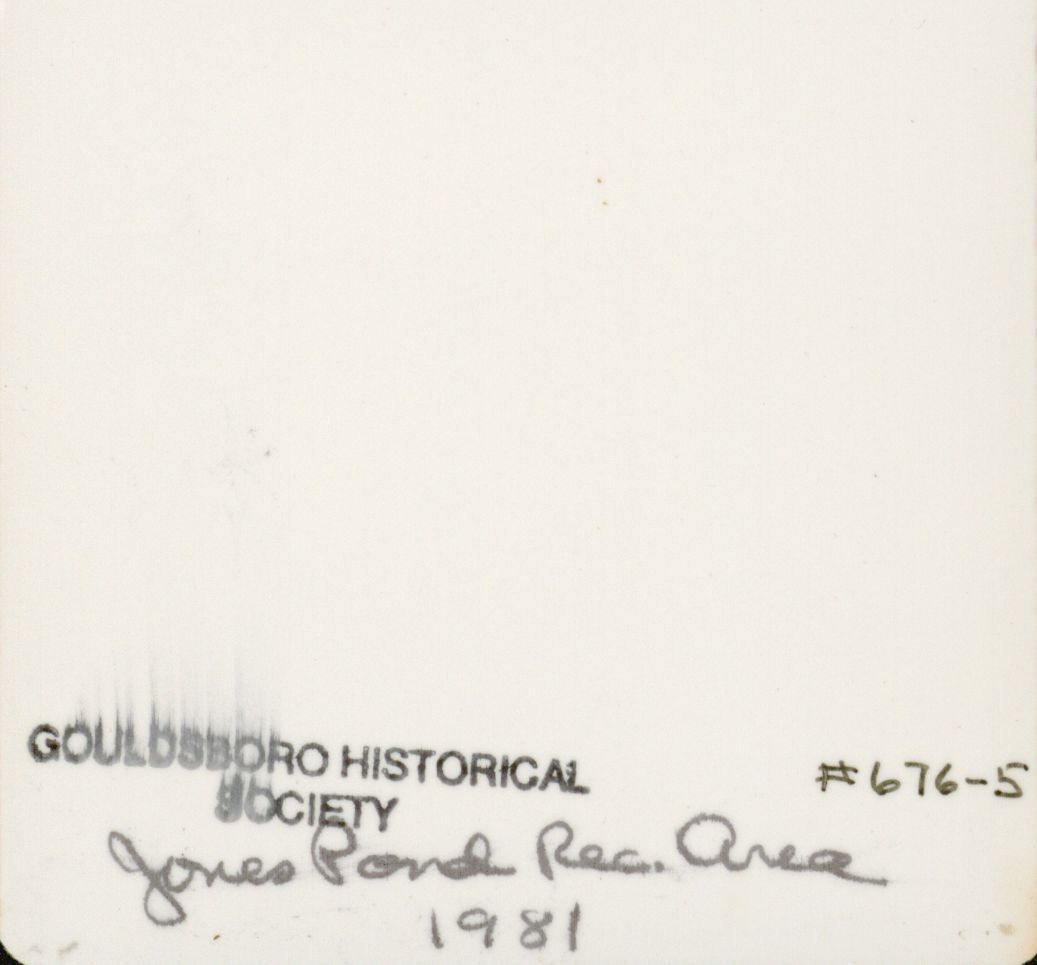 GOULDSBORO HISTORICAL
SOCIETY
#676-5
Jones Pond Rec. Area
1981